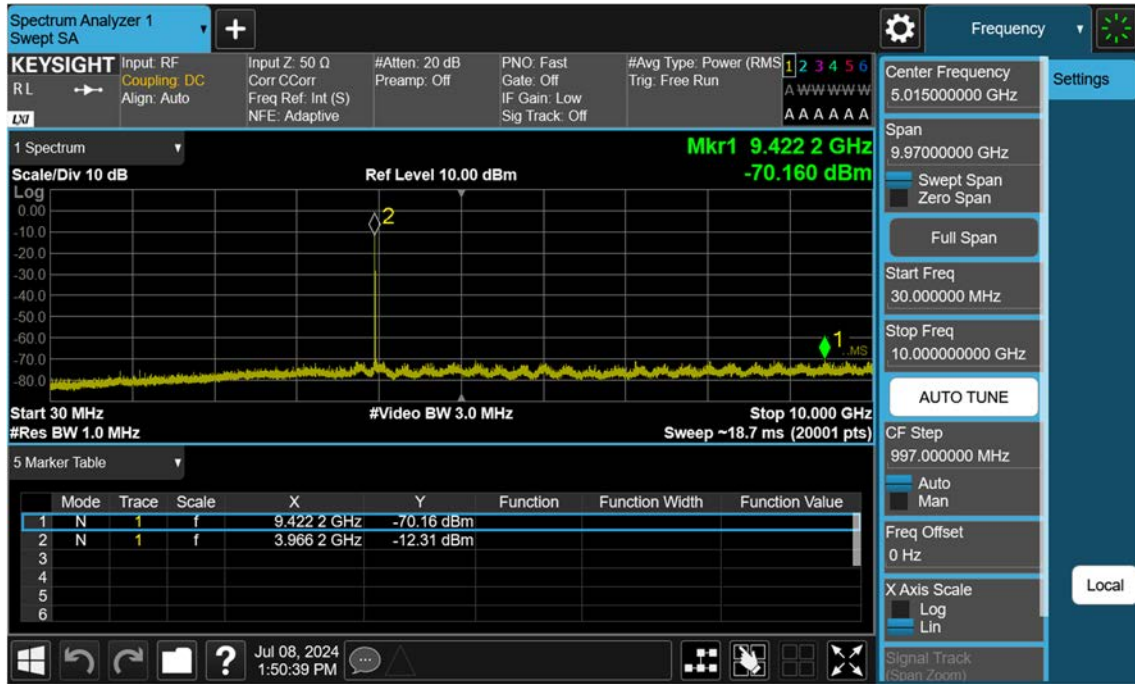 Spectrum Analyzer 1
Swept SA
Frequency
KEYSIGHT
RL
LXI
Input: RF
Coupling: DC
Align: Auto
Input Z: 50 Ω
Corr CCorr
Freq Ref: Int (S)
NFE: Adaptive
#Atten: 20 dB
Preamp: Off
PNO: Fast
Gate: Off
IF Gain: Low
Sig Track: Off
#Avg Type: Power (RMS
Trig: Free Run
1 2 3 4 5 6
A W W W W W
A A A A A A
1 Spectrum
Mkr1 9.422 2 GHz
-70.160 dBm
Scale/Div 10 dB
Ref Level 10.00 dBm
Log
0.00
-10.0
-20.0
-30.0
-40.0
-50.0
-60.0
-70.0
-80.0
2
1
Start 30 MHz
#Video BW 3.0 MHz
Stop 10.000 GHz
#Res BW 1.0 MHz
Sweep ~18.7 ms (20001 pts)
5 Marker Table
Mode Trace Scale X Y Function Function Width Function Value
1 N 1 f 9.422 2 GHz -70.16 dBm
2 N 1 f 3.966 2 GHz -12.31 dBm
3
4
5
6
Jul 08, 2024
1:50:39 PM
?
Center Frequency
5.015000000 GHz
Settings
Span
9.97000000 GHz
Swept Span
Zero Span
Full Span
Start Freq
30.000000 MHz
Stop Freq
10.000000000 GHz
AUTO TUNE
CF Step
997.000000 MHz
Auto
Man
Freq Offset
0 Hz
X Axis Scale
Log
Lin
Local
Signal Track
(Span Zoom)